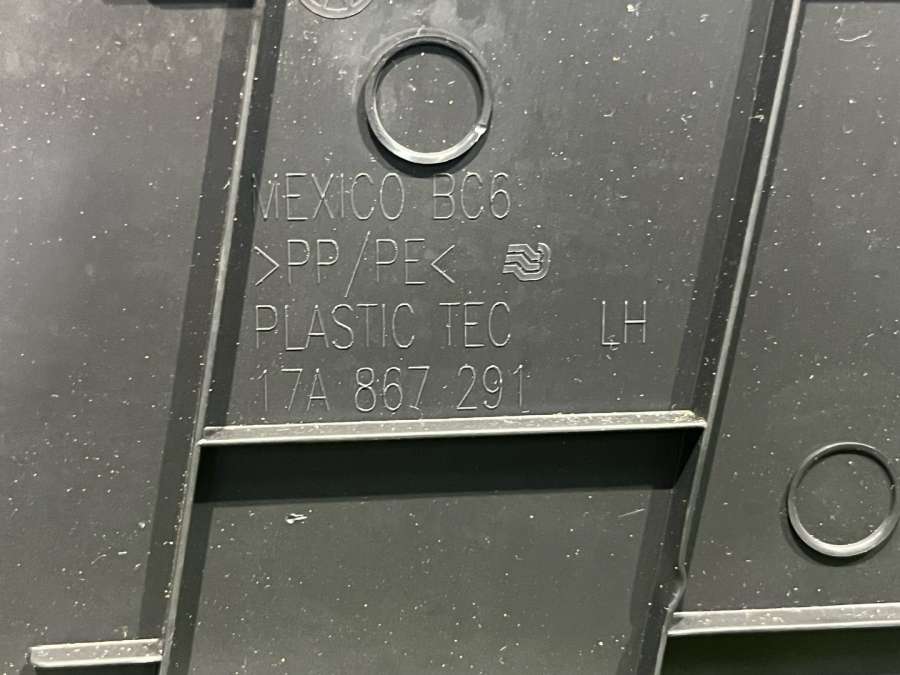 MEXICO BC6
>PP/PE<
PLASTIC TEC LH
17A 867 291